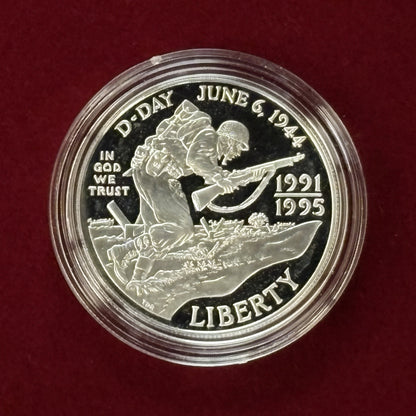 D-DAY JUNE 6, 1944
IN
GOD
WE
TRUST
1991
1995
LIBERTY